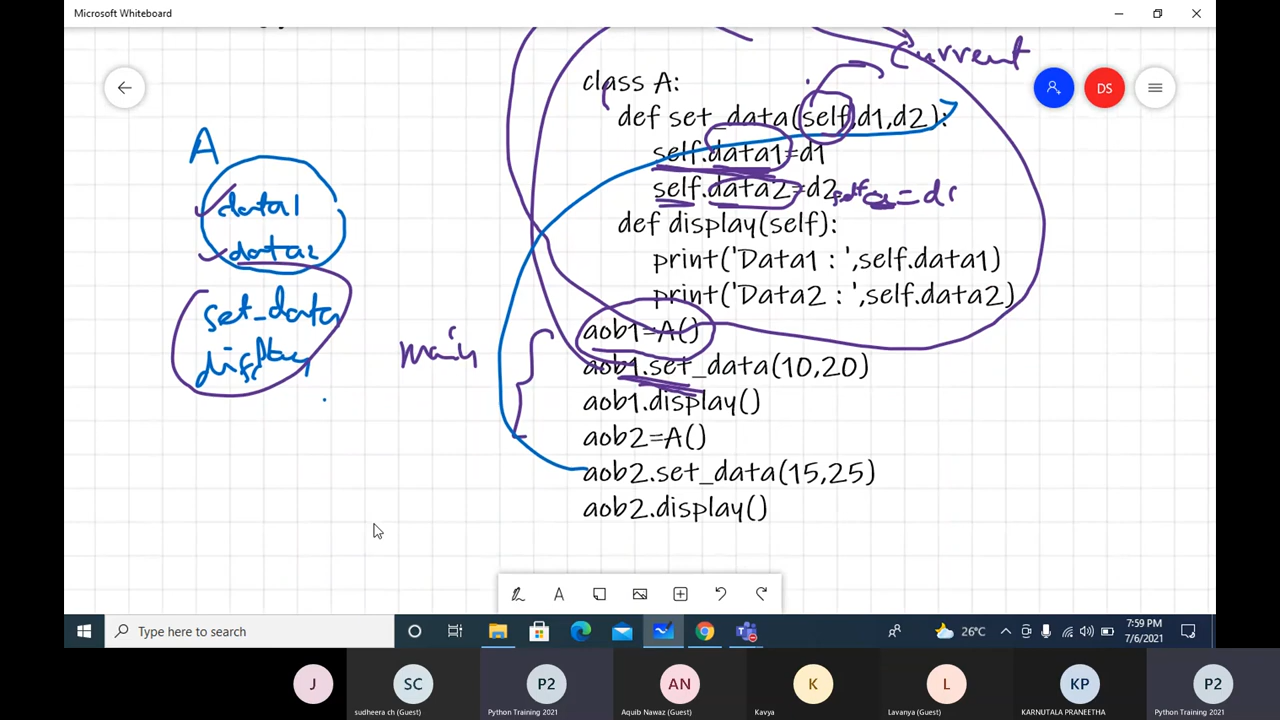 Microsoft Whiteboard
Current
DS
class A:
def set_data(self,d1,d2):
self.data1=d1
self.data2=d2
self.a=d1
def display(self):
print('Data1 : ',self.data1)
print('Data2 : ',self.data2)
aob1=A()
aob1.set_data(10,20)
aob1.display()
aob2=A()
aob2.set_data(15,25)
aob2.display()
A
data1
data2
set_data
display
main
A
Type here to search
26°C
7:59 PM
7/6/2021
J
SC
P2
AN
K
L
KP
P2
sudheera ch (Guest)
Python Training 2021
Aquib Nawaz (Guest)
Kavya
Lavanya (Guest)
KARNUTALA PRANEETHA
Python Training 2021